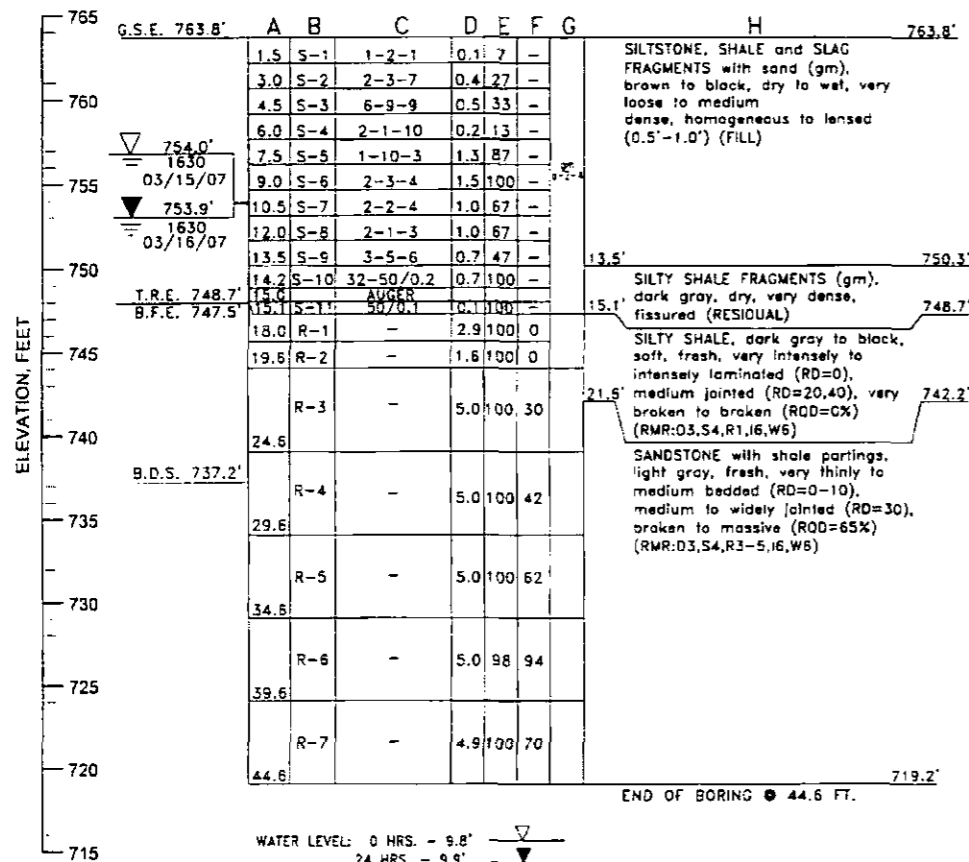 A B C D E F G H
765
G.S.E. 763.8'
763.8'
1.5 S-1 1-2-1 0.1 7 -
3.0 S-2 2-3-7 0.4 27 -
4.5 S-3 6-9-9 0.5 33 -
6.0 S-4 2-1-10 0.2 13 -
7.5 S-5 1-10-3 1.3 87 -
9.0 S-6 2-3-4 1.5 100 -
10.5 S-7 2-2-4 1.0 67 -
12.0 S-8 2-1-3 1.0 67 -
13.5 S-9 3-5-6 0.7 47 -
14.2 S-10 32-50/0.2 0.7 100 -
15.0 AUGER
15.1 S-11 50/0.1 0.1 100 -
18.0 R-1 - 2.9 100 0
19.6 R-2 - 1.6 100 0
24.6 R-3 - 5.0 100 30
29.6 R-4 - 5.0 100 42
34.6 R-5 - 5.0 100 62
39.6 R-6 - 5.0 98 94
44.6 R-7 - 4.9 100 70
0-2-4
SILTSTONE, SHALE and SLAG
FRAGMENTS with sand (gm),
brown to black, dry to wet, very
loose to medium
dense, homogeneous to lensed
(0.5'-1.0') (FILL)
13.5'
750.3'
SILTY SHALE FRAGMENTS (gm),
dark gray, dry, very dense,
fissured (RESIDUAL)
15.1'
748.7'
SILTY SHALE, dark gray to black,
soft, fresh, very intensely to
intensely laminated (RD=0),
medium jointed (RD=20,40), very
broken to broken (RQD=0%)
(RMR:D3,S4,R1,I6,W6)
21.6'
742.2'
SANDSTONE with shale partings,
light gray, fresh, very thinly to
medium bedded (RD=0-10),
medium to widely jointed (RD=30),
broken to massive (RQD=65%)
(RMR:D3,S4,R3-5,I6,W6)
719.2'
END OF BORING @ 44.6 FT.
760
754.0'
1630
03/15/07
755
753.9'
1630
03/16/07
750
T.R.E. 748.7'
B.F.E. 747.5'
745
ELEVATION, FEET
740
B.D.S. 737.2'
735
730
725
720
715
WATER LEVEL: 0 HRS. - 9.8'
24 HRS. - 9.9'